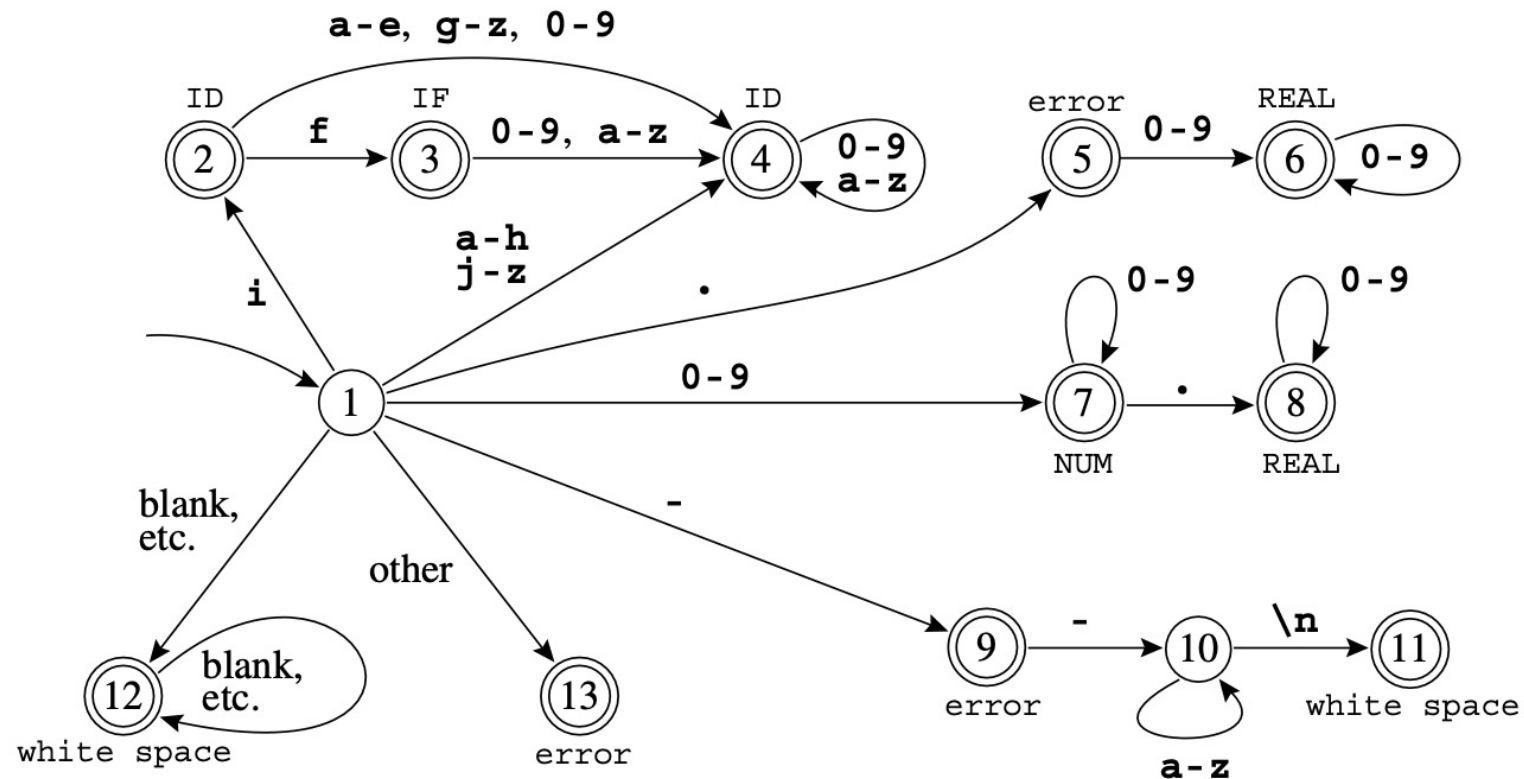 a-e, g-z, 0-9
ID
IF
ID
error
REAL
2
f
3
0-9, a-z
4
0-9
a-z
5
0-9
6
0-9
a-h
j-z
i
.
0-9
0-9
1
0-9
7
.
8
NUM
REAL
blank,
etc.
-
other
9
-
10
\n
11
12
blank,
etc.
13
error
white space
white space
error
a-z